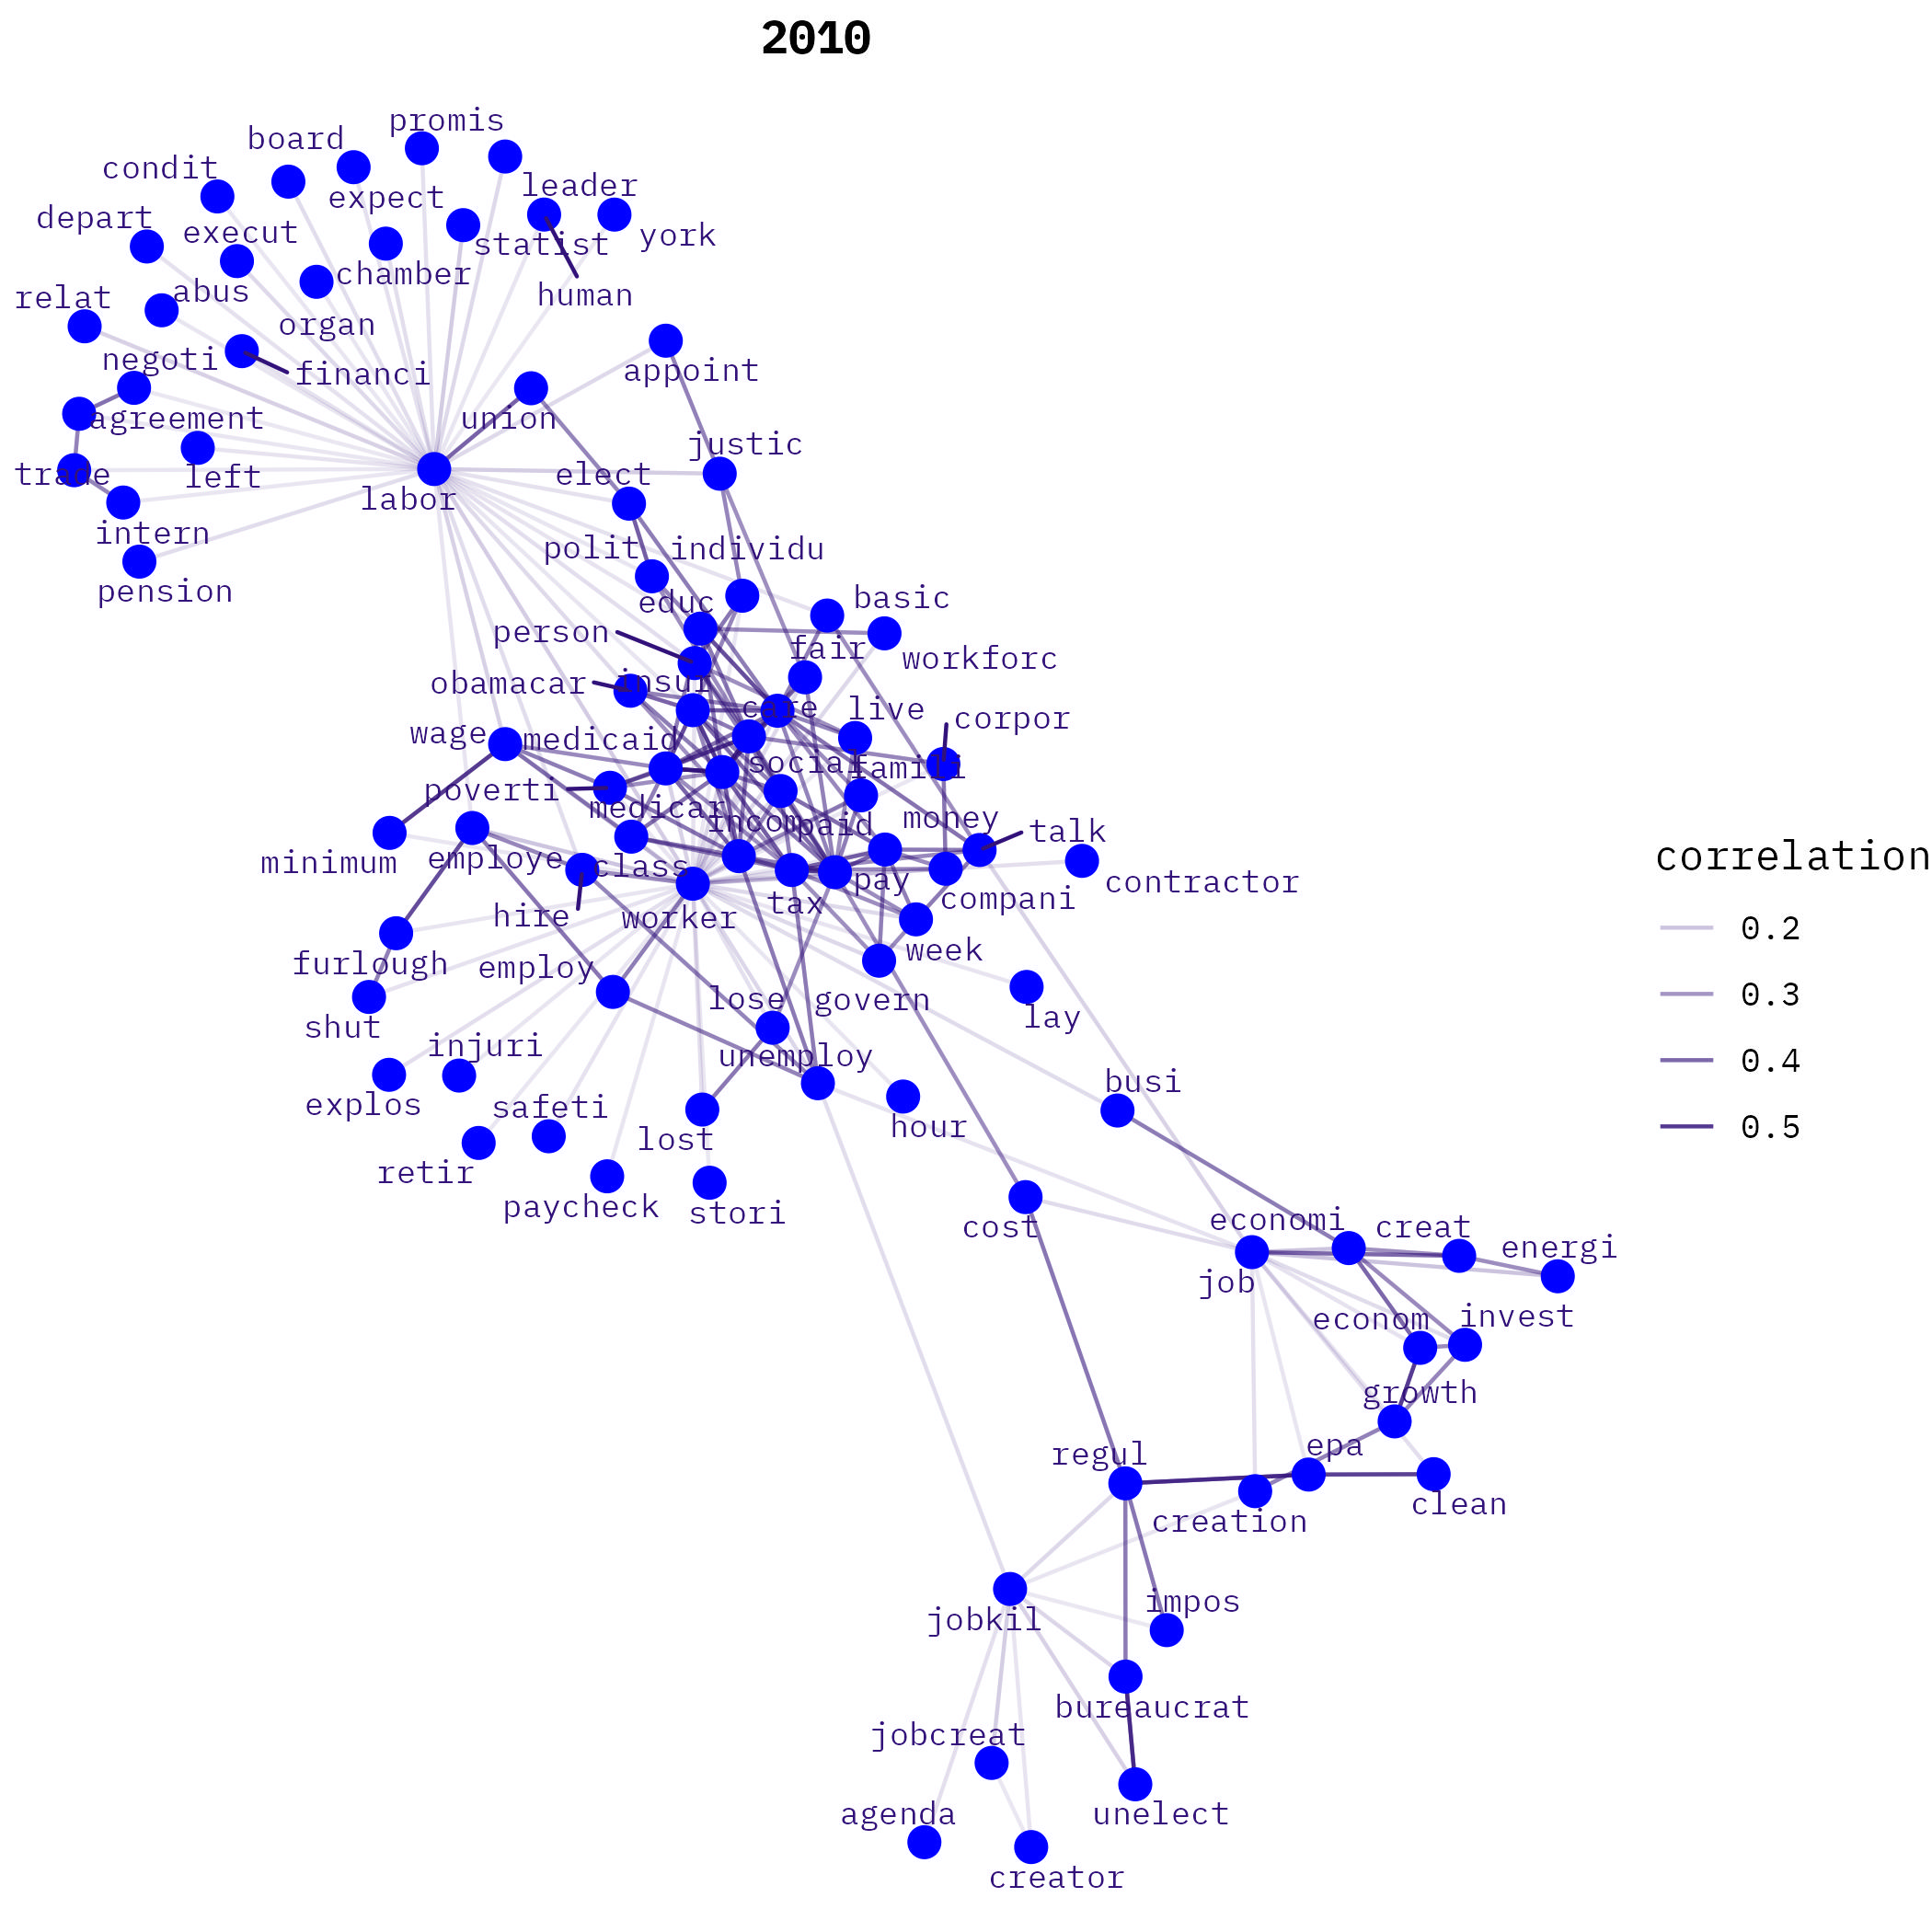 2010
promis
board
condit
leader
expect
depart
execut
statist
york
chamber
abus
human
relat
organ
negoti
financi
appoint
agreement
union
justic
trade
left
elect
labor
intern
polit
individu
pension
educ
basic
person
fair
workforc
obamacar
insur
care
live
corpor
wage
medicaid
social
famili
poverti
medicar
incom
paid
money
talk
minimum
employe
class
pay
contractor
compani
hire
worker
tax
week
furlough
employ
lose
govern
shut
lay
injuri
unemploy
explos
safeti
busi
lost
hour
retir
paycheck
stori
cost
economi
creat
energi
job
econom
invest
growth
regul
epa
creation
clean
impos
jobkil
bureaucrat
jobcreat
agenda
unelect
creator
correlation
0.2
0.3
0.4
0.5